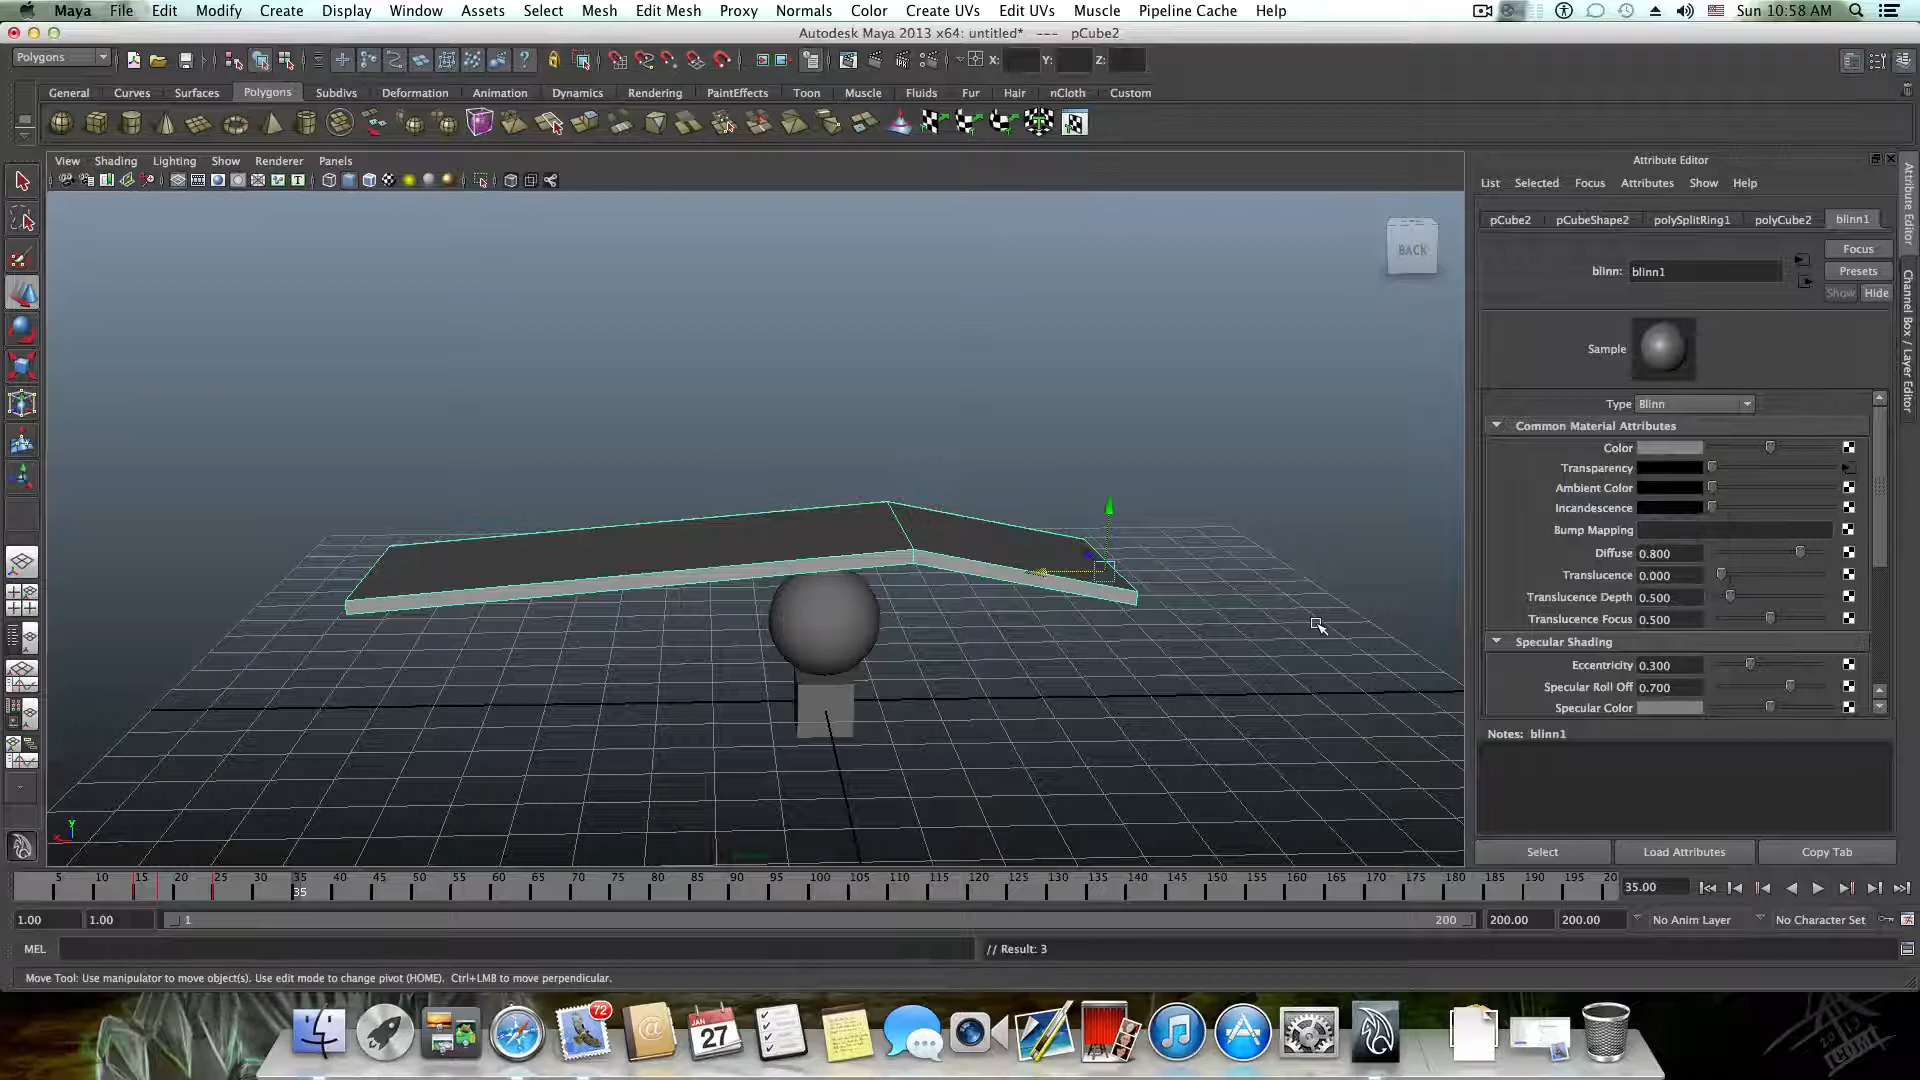 Maya File Edit Modify Create Display Window Assets Select Mesh Edit Mesh Proxy Normals Color Create UVs Edit UVs Muscle Pipeline Cache Help Sun 10:58 AM
Autodesk Maya 2013 x64: untitled* --- pCube2
Polygons X: Y: Z:
General Curves Surfaces Polygons Subdivs Deformation Animation Dynamics Rendering PaintEffects Toon Muscle Fluids Fur Hair nCloth Custom
View Shading Lighting Show Renderer Panels
BACK
Attribute Editor
List Selected Focus Attributes Show Help
pCube2 pCubeShape2 polySplitRing1 polyCube2 blinn1
Focus
blinn: blinn1 Presets
Show Hide
Sample
Type Blinn
Common Material Attributes
Color
Transparency
Ambient Color
Incandescence
Bump Mapping
Diffuse 0.800
Translucence 0.000
Translucence Depth 0.500
Translucence Focus 0.500
Specular Shading
Eccentricity 0.300
Specular Roll Off 0.700
Specular Color
Notes: blinn1
Select Load Attributes Copy Tab
Attribute Editor
Channel Box / Layer Editor
y
x
5 10 15 20 25 30 35 40 45 50 55 60 65 70 75 80 85 90 95 100 105 110 115 120 125 130 135 140 145 150 155 160 165 170 175 180 185 190 195 20
35
35.00
1.00 1.00 1 200 200.00 200.00 No Anim Layer No Character Set
MEL // Result: 3
Move Tool: Use manipulator to move object(s). Use edit mode to change pivot (HOME). Ctrl+LMB to move perpendicular.
72
JAN
27